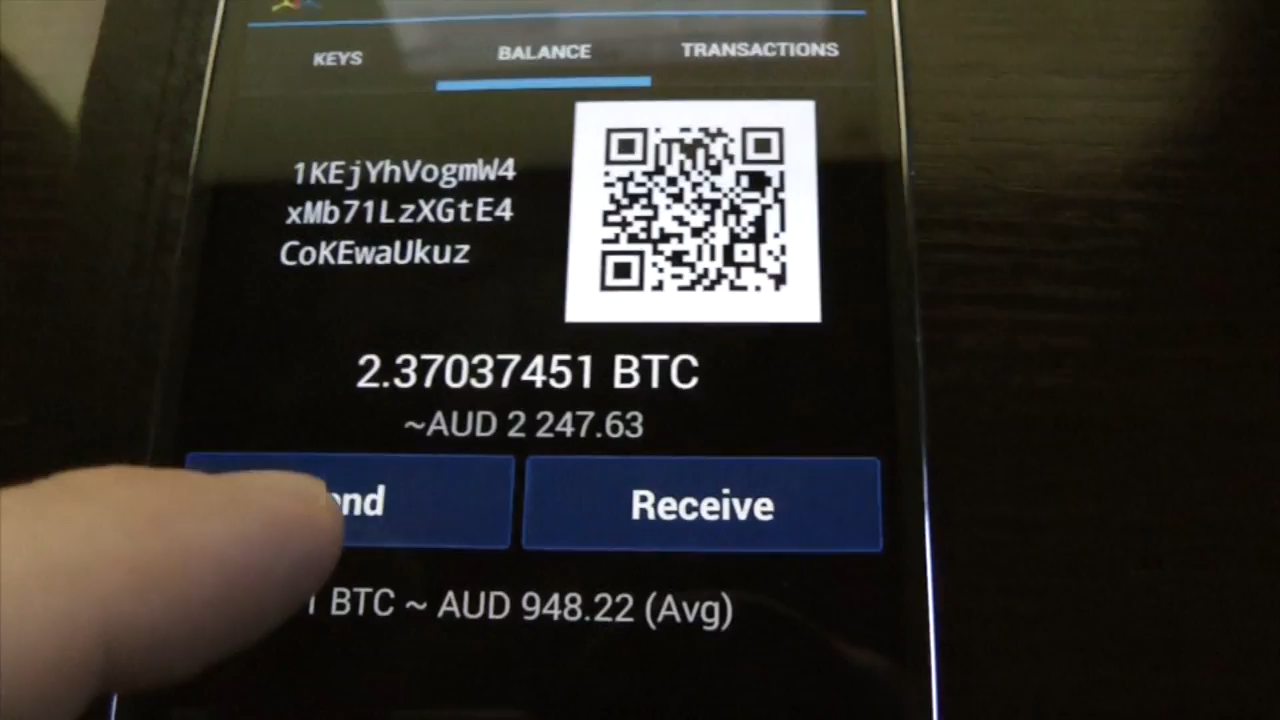 KEYS BALANCE TRANSACTIONS
1KEjYhVogmW4
xMb71LzXGtE4
CoKEwaUkuz
2.37037451 BTC
~AUD 2 247.63
Receive
1 BTC ~ AUD 948.22 (Avg)